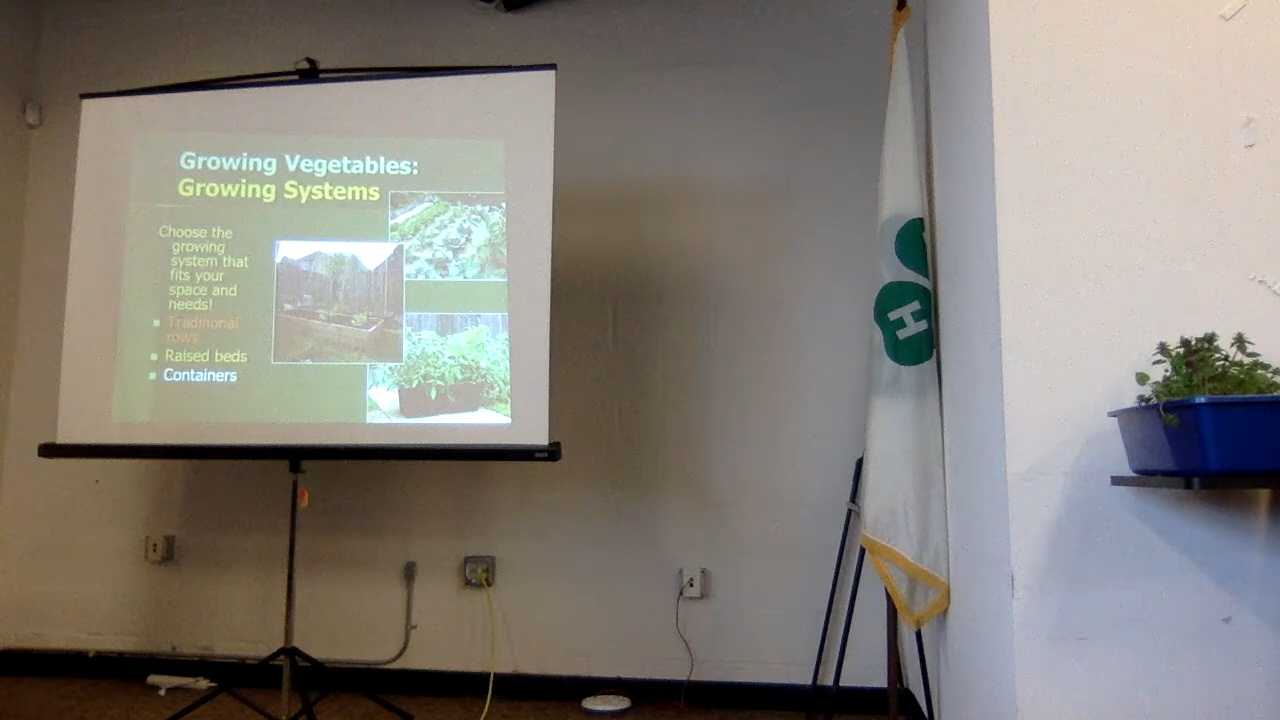 Growing Vegetables:
Growing Systems
Choose the
growing
system that
fits your
space and
needs!
Traditional
rows
Raised beds
Containers
H